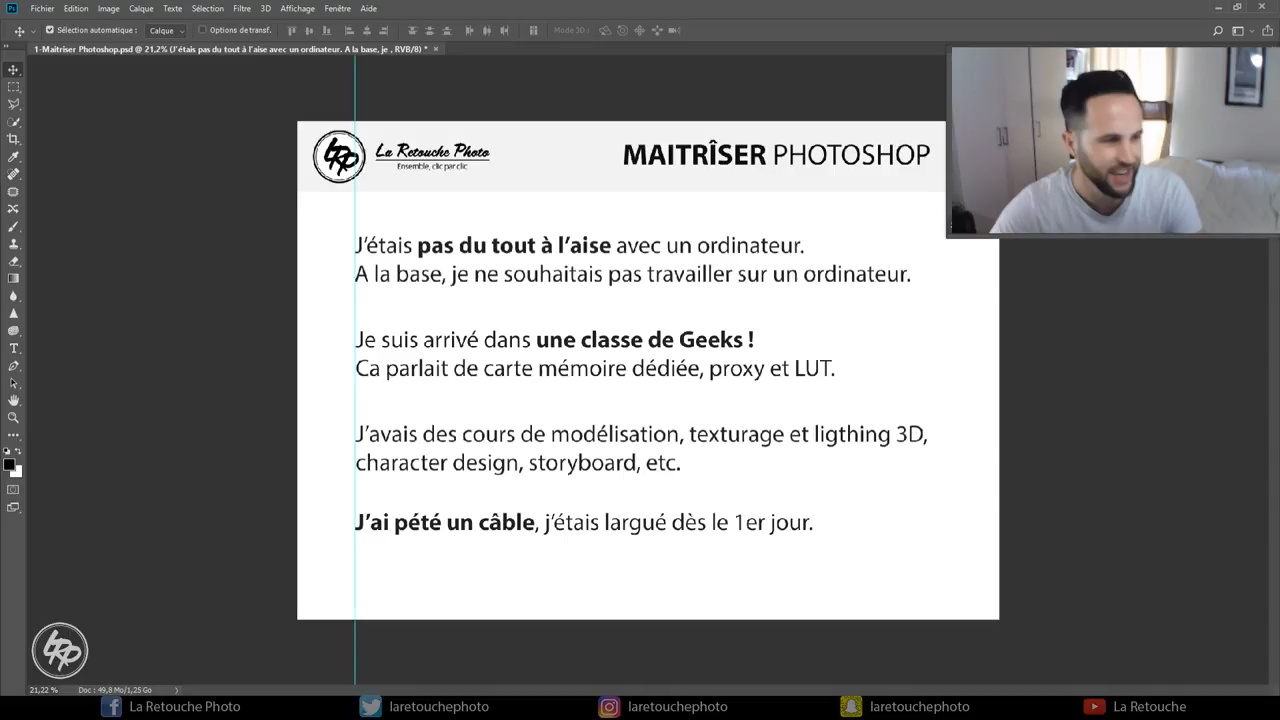 Ps Fichier Edition Image Calque Texte Sélection Filtre 3D Affichage Fenêtre Aide
Sélection automatique : Calque Options de transf. Mode 3D :
1-Maitriser Photoshop.psd @ 21,2% (J'étais pas du tout à l'aise avec un ordinateur. A la base, je , RVB/8) *
LRP La Retouche Photo
Ensemble, clic par clic
MAITRÎSER PHOTOSHOP
J'étais pas du tout à l'aise avec un ordinateur.
A la base, je ne souhaitais pas travailler sur un ordinateur.
Je suis arrivé dans une classe de Geeks !
Ca parlait de carte mémoire dédiée, proxy et LUT.
J'avais des cours de modélisation, texturage et ligthing 3D,
character design, storyboard, etc.
J'ai pété un câble, j'étais largué dès le 1er jour.
LRP
21,22 % Doc : 49,8 Mo/1,25 Go
La Retouche Photo laretouchephoto laretouchephoto laretouchephoto La Retouche